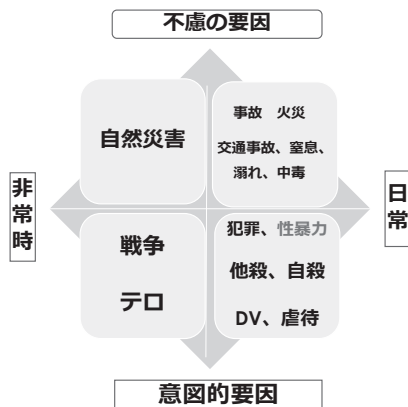 不慮の要因
自然災害
事故 火災
交通事故、窒息、
溺れ、中毒
非常時
日常
戦争
テロ
犯罪、性暴力
他殺、自殺
DV、虐待
意図的要因